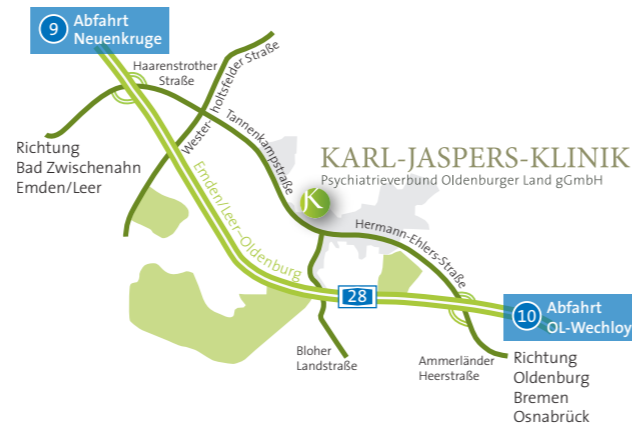 9
Abfahrt
Neuenkruge
Haarenstrother
Straße
Wester-
holtsfelder Straße
Tannenkampstraße
Richtung
Bad Zwischenahn
Emden/Leer
KARL-JASPERS-KLINIK
Psychiatrieverbund Oldenburger Land gGmbH
K
Emden/Leer–Oldenburg
Hermann-Ehlers-Straße
28
10
Abfahrt
OL-Wechloy
Bloher
Landstraße
Ammerländer
Heerstraße
Richtung
Oldenburg
Bremen
Osnabrück